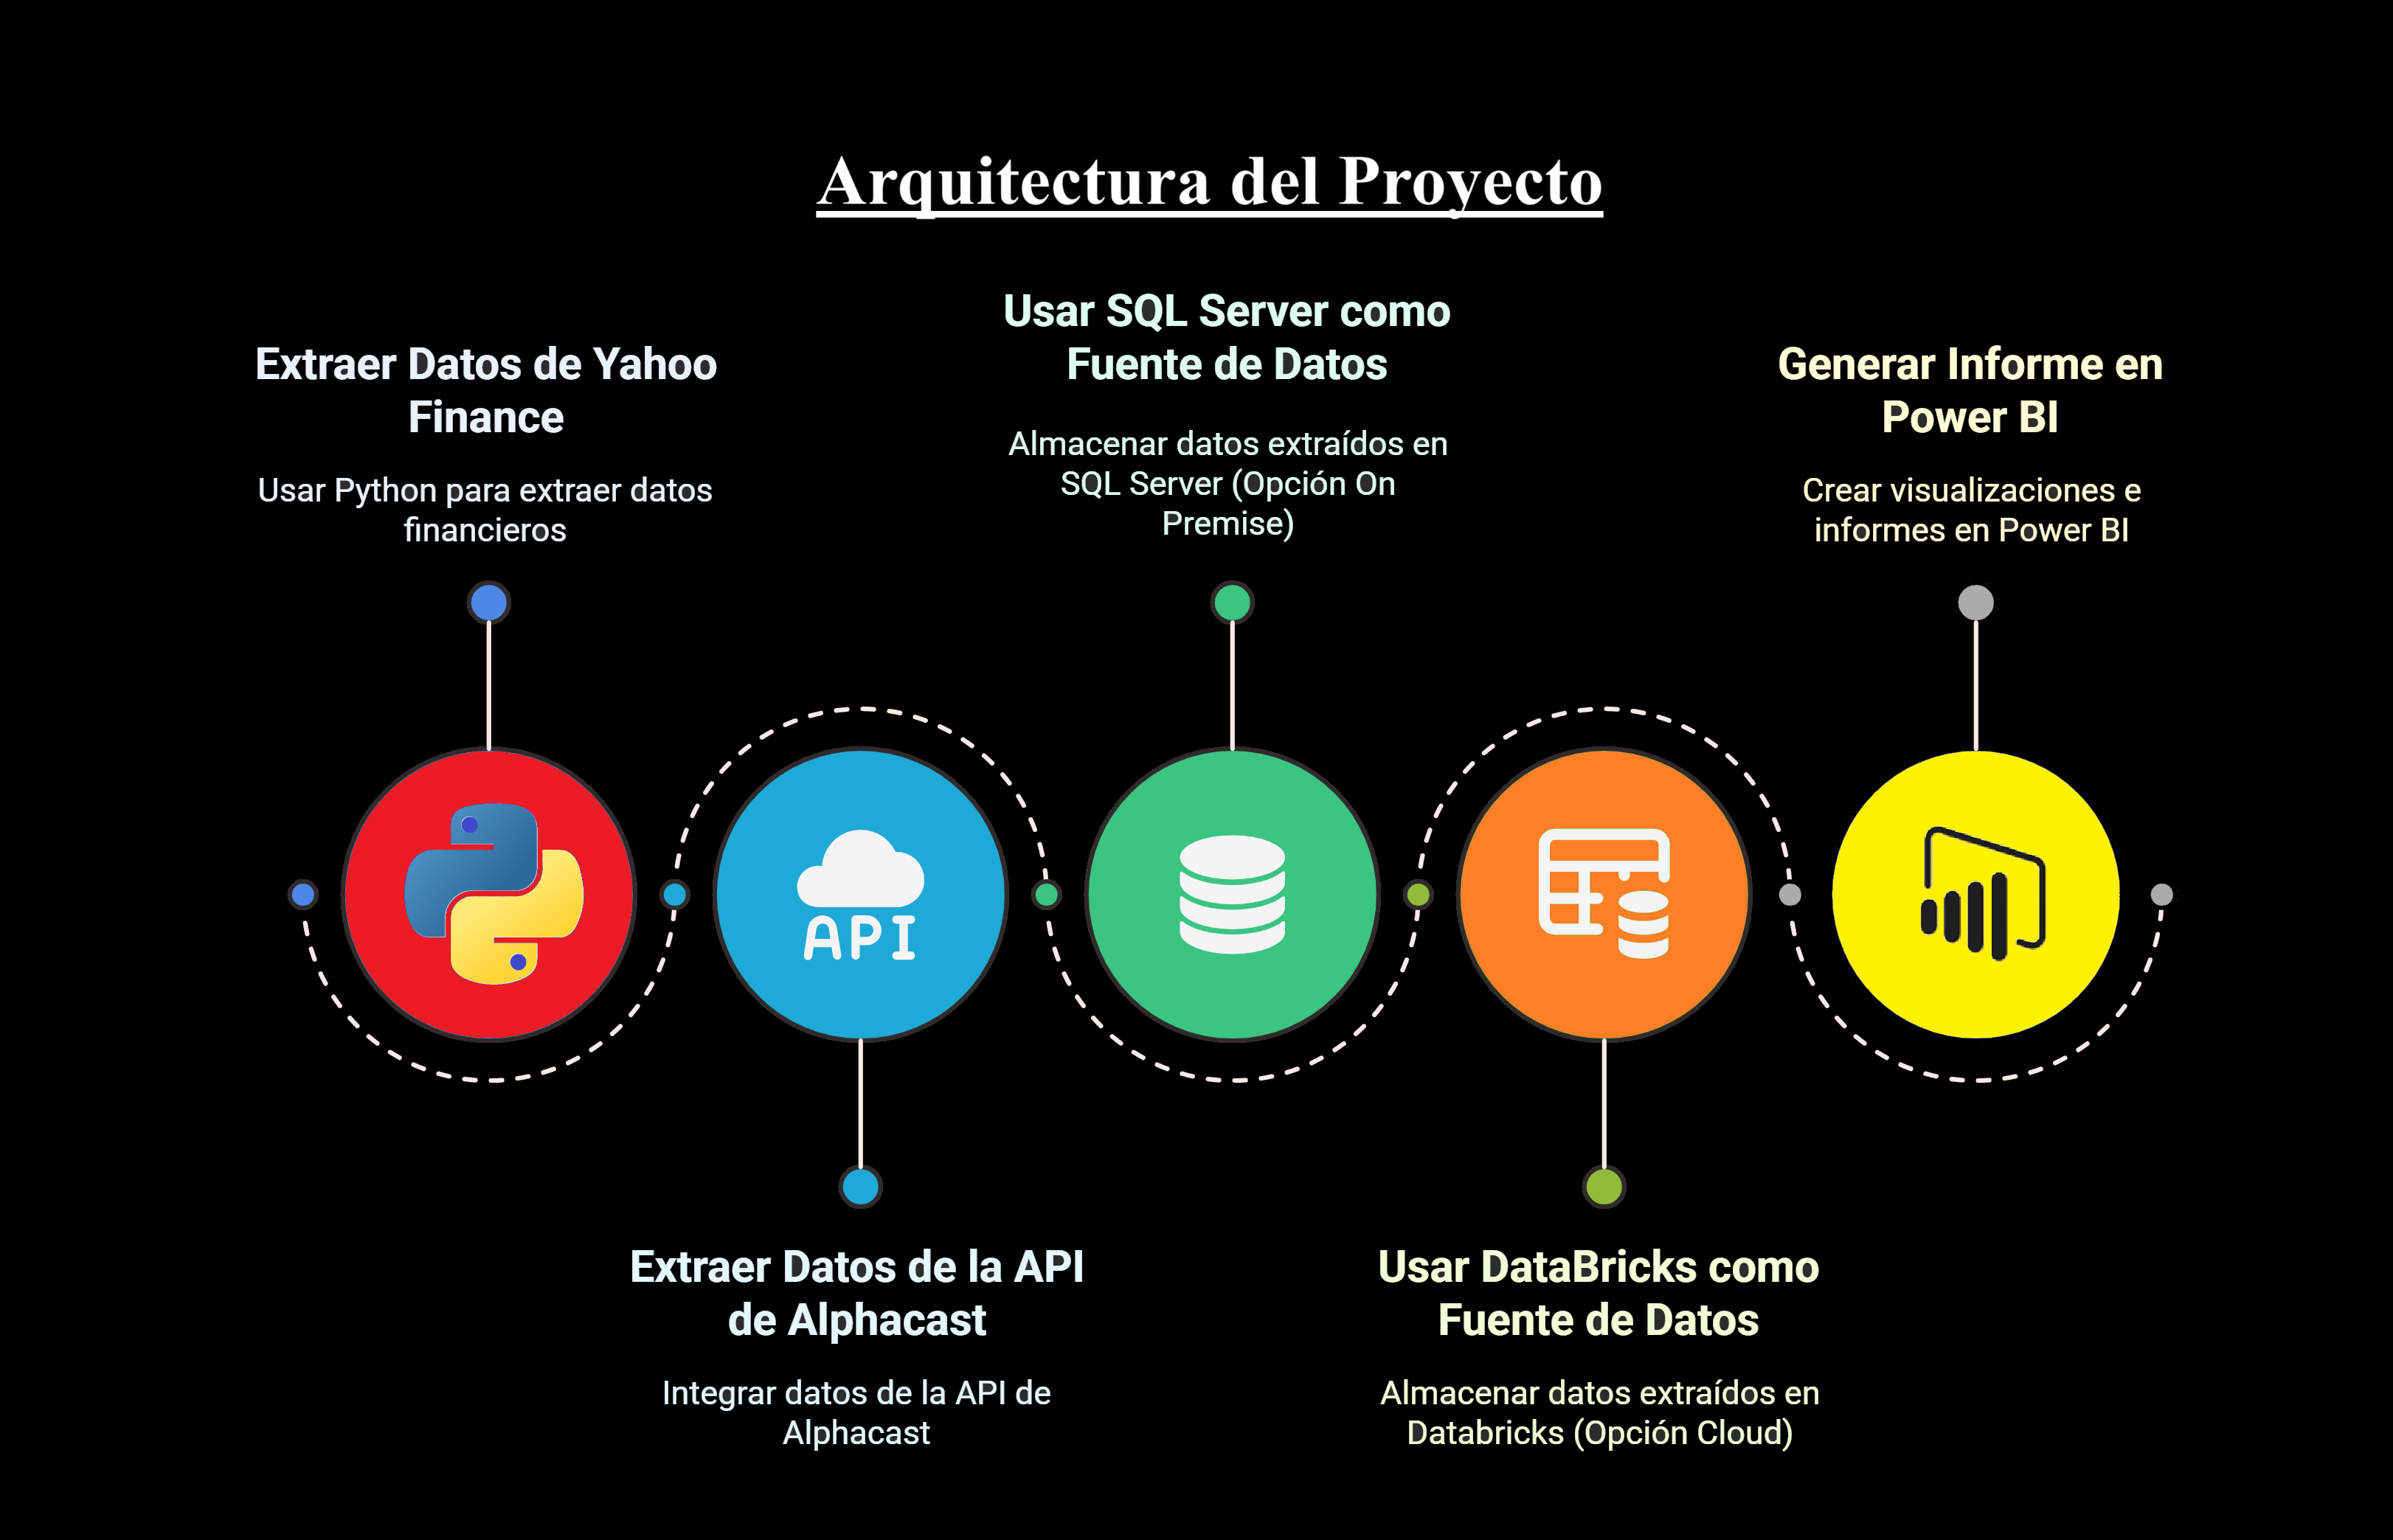 Arquitectura del Proyecto
Extraer Datos de Yahoo
Finance
Usar Python para extraer datos
financieros
API
Extraer Datos de la API
de Alphacast
Integrar datos de la API de
Alphacast
Usar SQL Server como
Fuente de Datos
Almacenar datos extraídos en
SQL Server (Opción On
Premise)
Usar DataBricks como
Fuente de Datos
Almacenar datos extraídos en
Databricks (Opción Cloud)
Generar Informe en
Power BI
Crear visualizaciones e
informes en Power BI